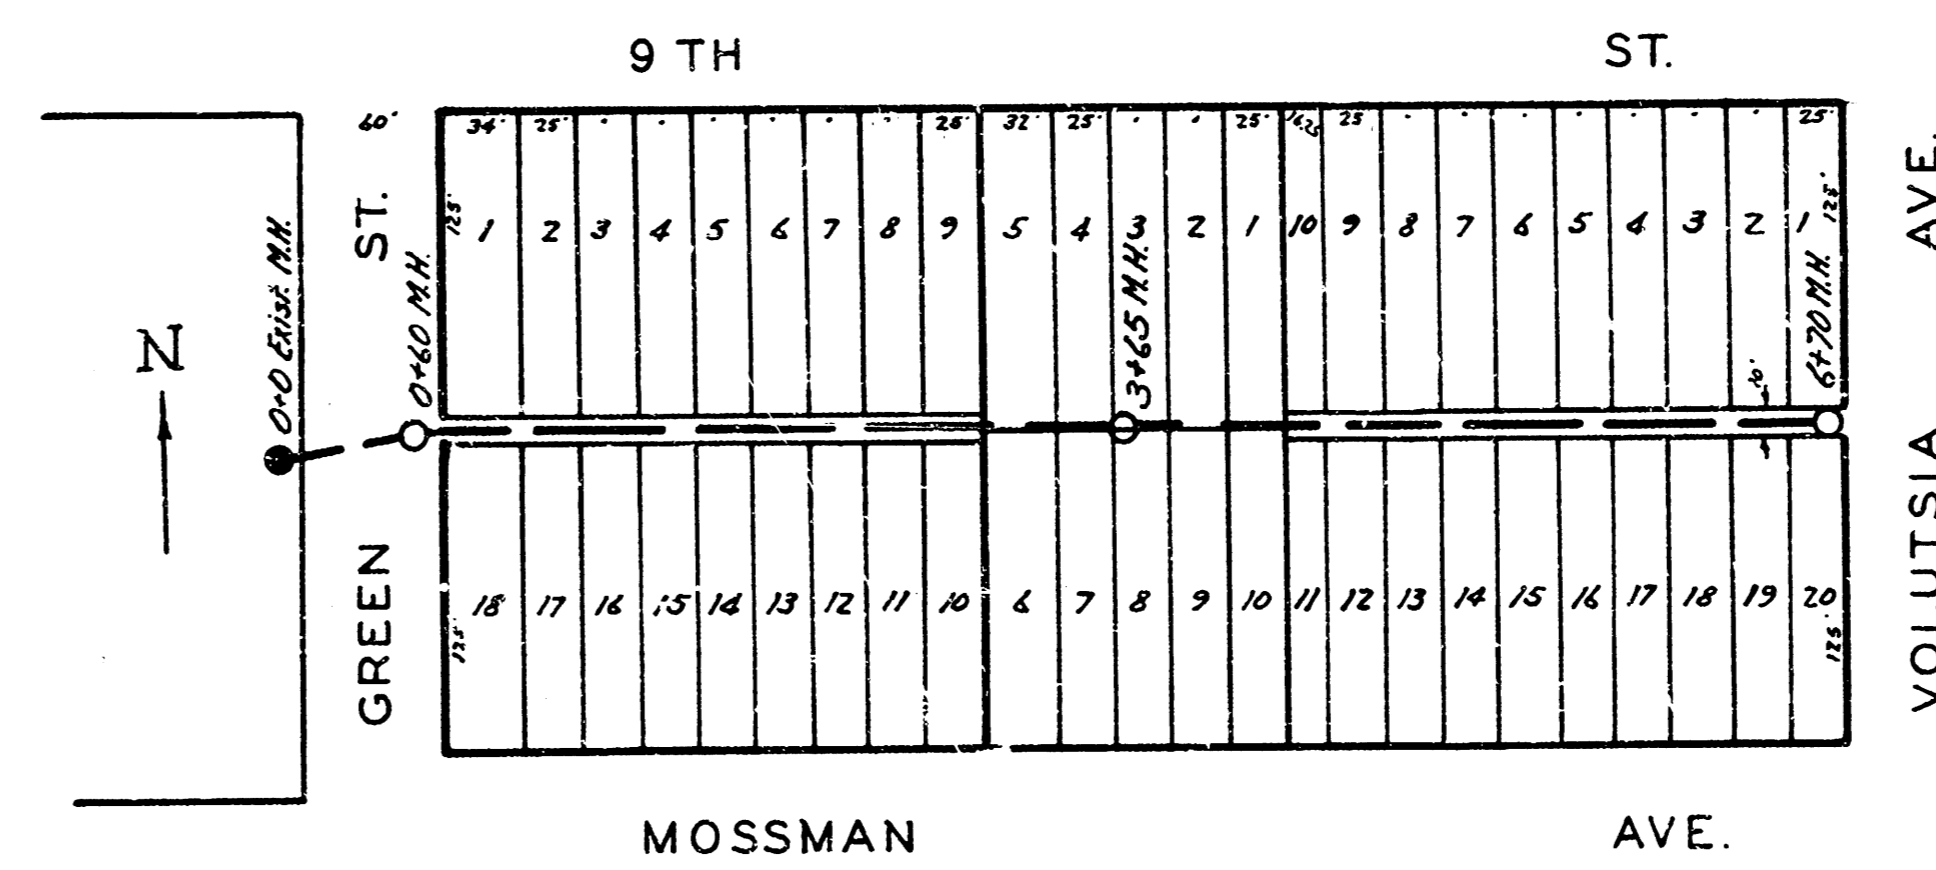 9 TH ST.
60' 34' 25' 25' 32' 25' 25' 16.25 25' 25'
125' 1 2 3 4 5 6 7 8 9 5 4 3 2 1 10 9 8 7 6 5 4 3 2 1 125'
0+0 Exist. M.H.
0+60 M.H.
3+65 M.H.
6+70 M.H.
N
GREEN ST.
VOLUTSIA AVE.
125' 18 17 16 15 14 13 12 11 10 6 7 8 9 10 11 12 13 14 15 16 17 18 19 20 125'
MOSSMAN AVE.